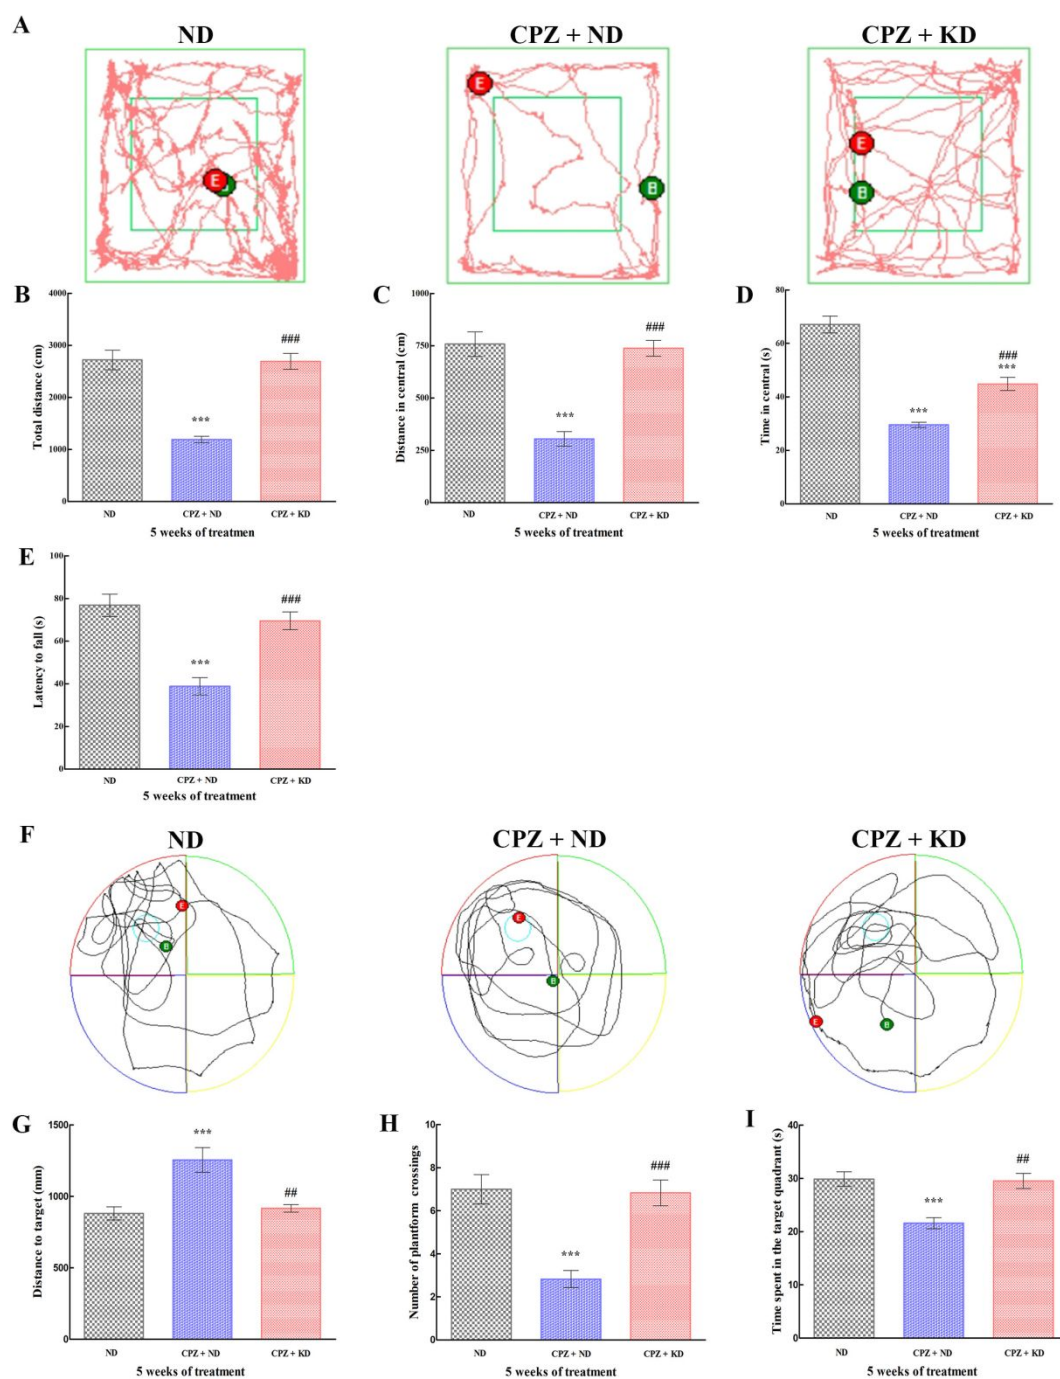 A
ND
CPZ + ND
CPZ + KD
E
E
B
E
B
B
Total distance (cm)
4000
3000
2000
1000
0
***
###
ND
CPZ + ND
CPZ + KD
5 weeks of treatmen
C
Distance in central (cm)
1000
750
500
250
0
***
###
ND
CPZ + ND
CPZ + KD
5 weeks of treatment
D
Time in central (s)
80
60
40
20
0
***
###
***
ND
CPZ + ND
CPZ + KD
5 weeks of treatment
E
Latency to fall (s)
100
80
60
40
20
0
***
###
ND
CPZ + ND
CPZ + KD
5 weeks of treatment
F
ND
CPZ + ND
CPZ + KD
E
B
E
B
E
B
G
Distance to target (mm)
1500
1000
500
0
***
##
ND
CPZ + ND
CPZ + KD
5 weeks of treatment
H
Number of plantform crossings
10
8
6
4
2
0
***
###
ND
CPZ + ND
CPZ + KD
5 weeks of treatment
I
Time spent in the target quadrant (s)
40
30
20
10
0
***
##
ND
CPZ + ND
CPZ + KD
5 weeks of treatment